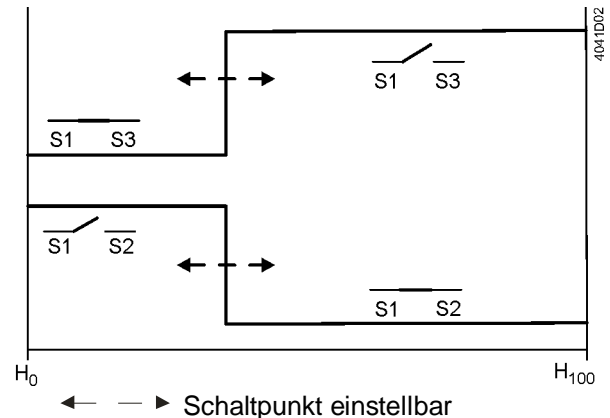 4041D02
S1 S3
S1 S3
S1 S2
S1 S2
H0 H100
Schaltpunkt einstellbar